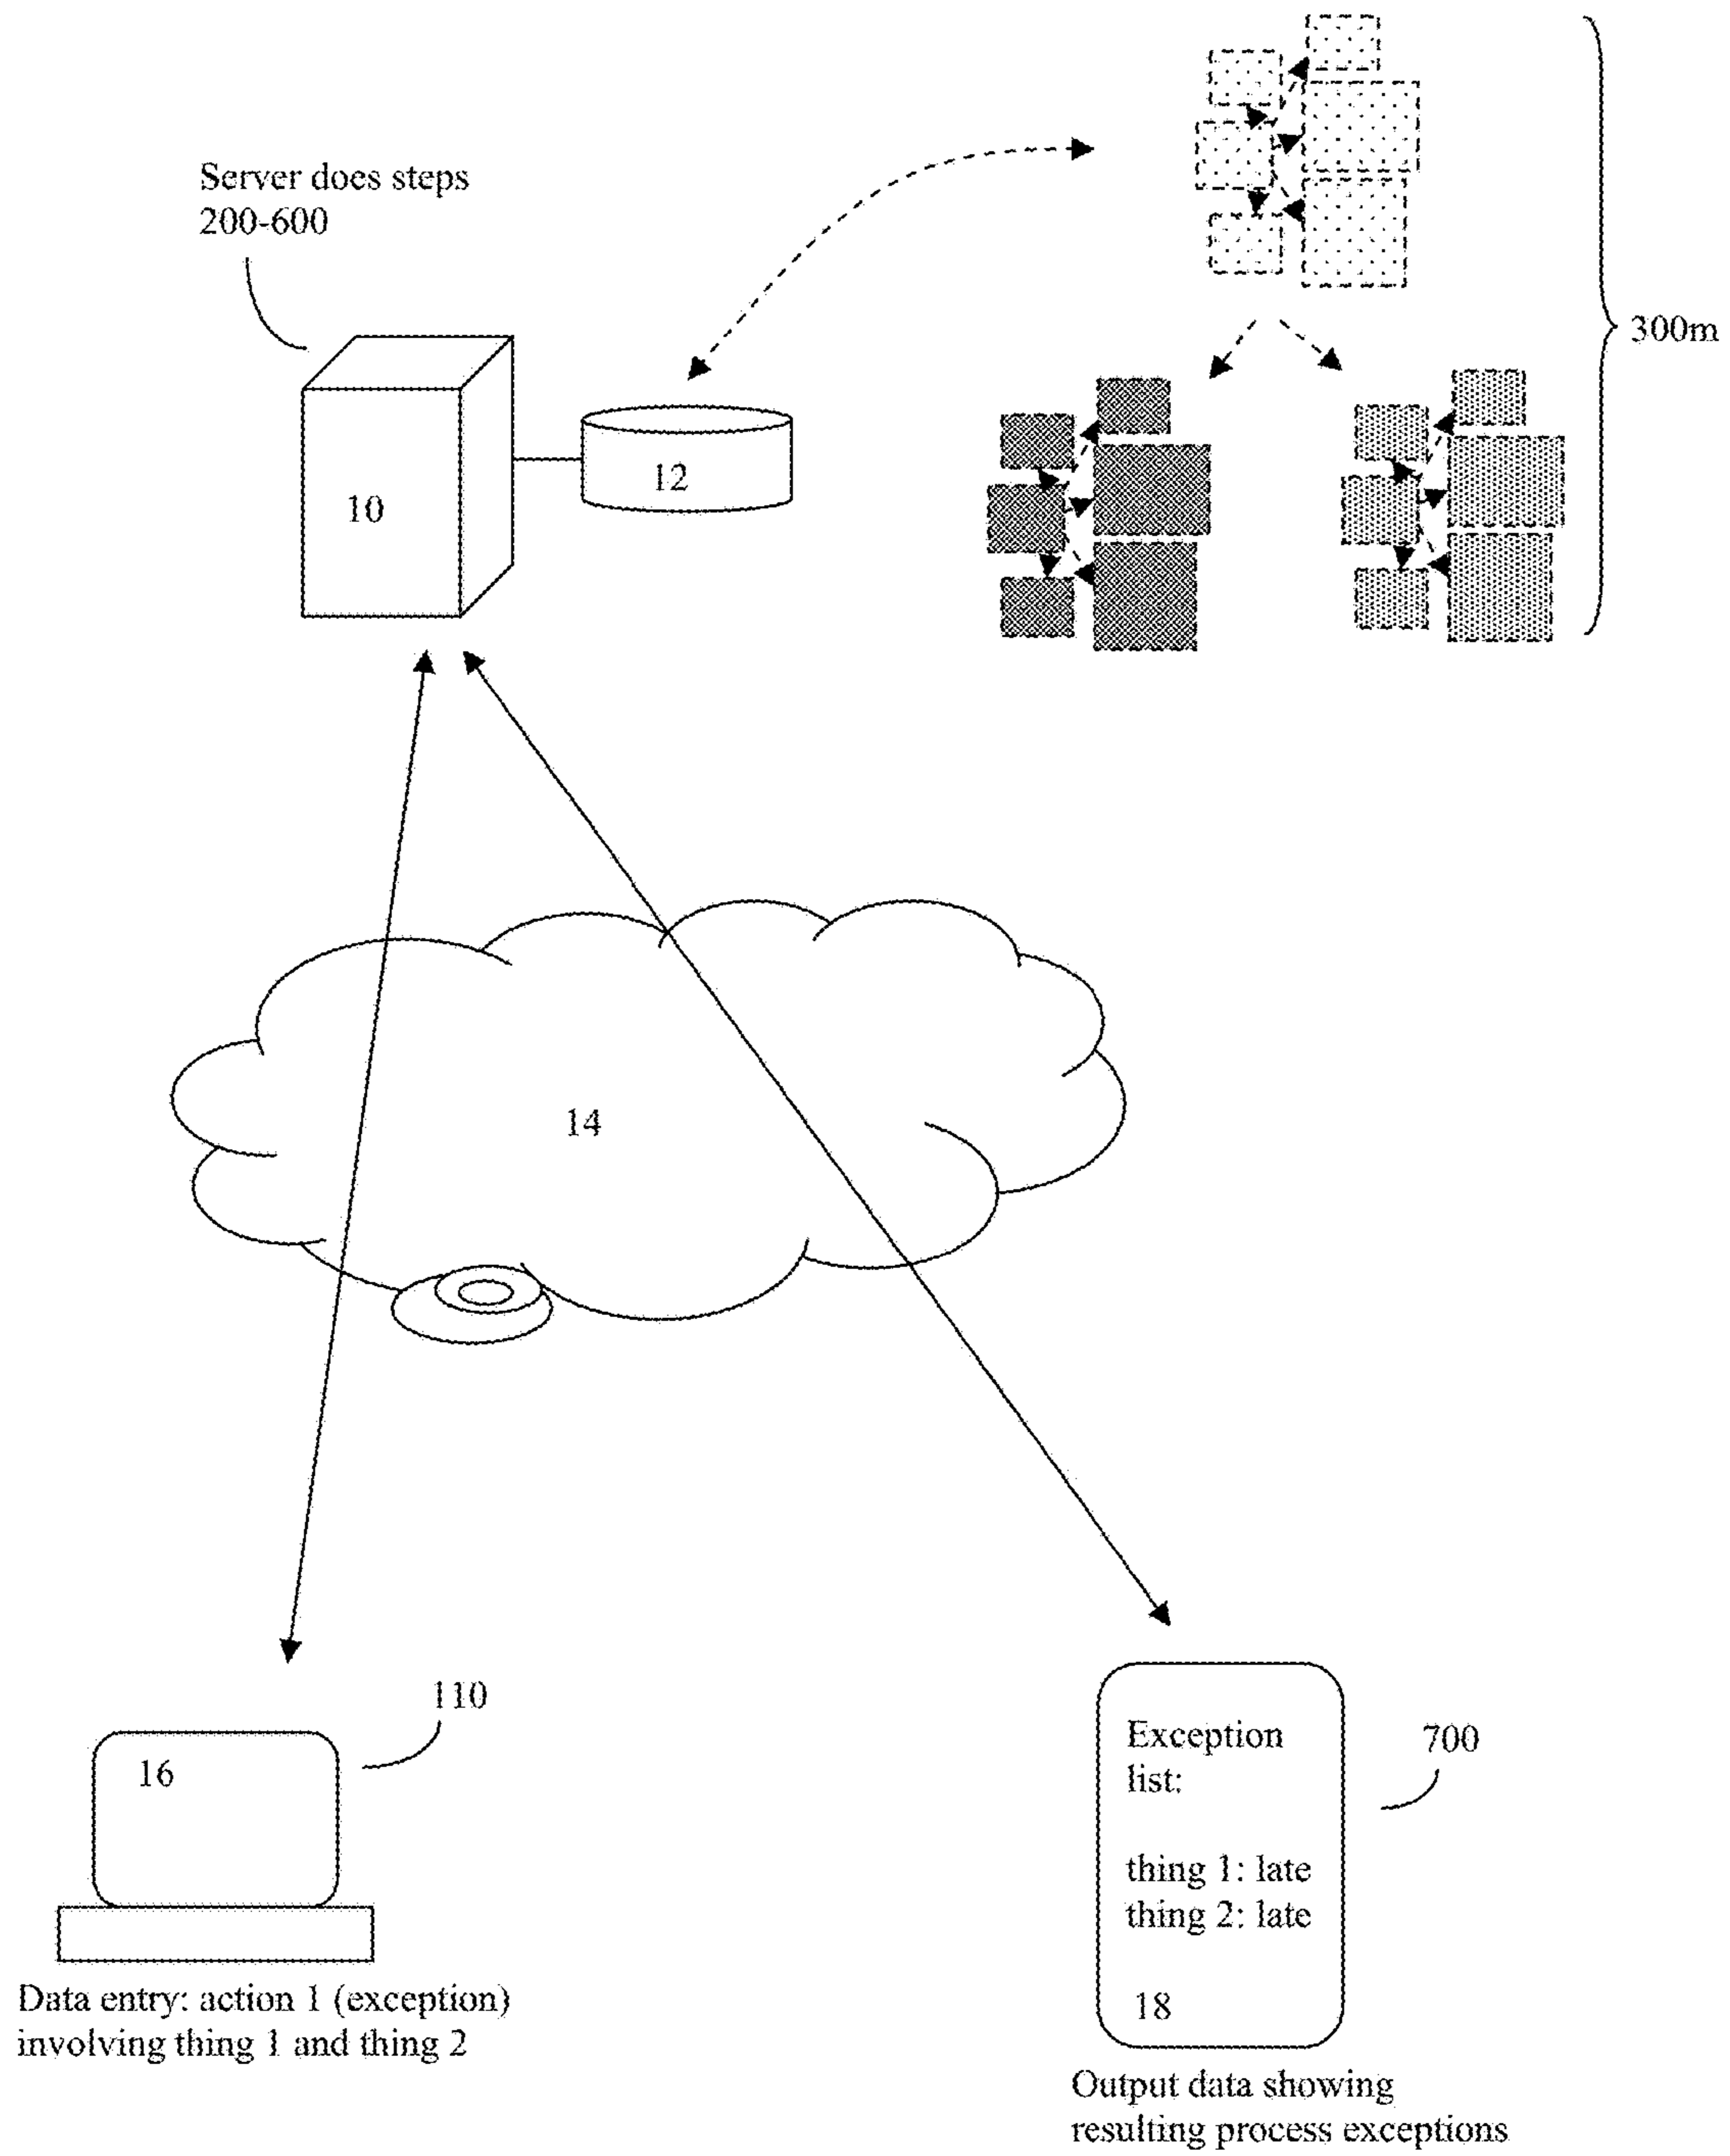 Server does steps
200-600
300m
10
12
14
110
16
Data entry: action 1 (exception)
involving thing 1 and thing 2
Exception
list:
thing 1: late
thing 2: late
18
700
Output data showing
resulting process exceptions